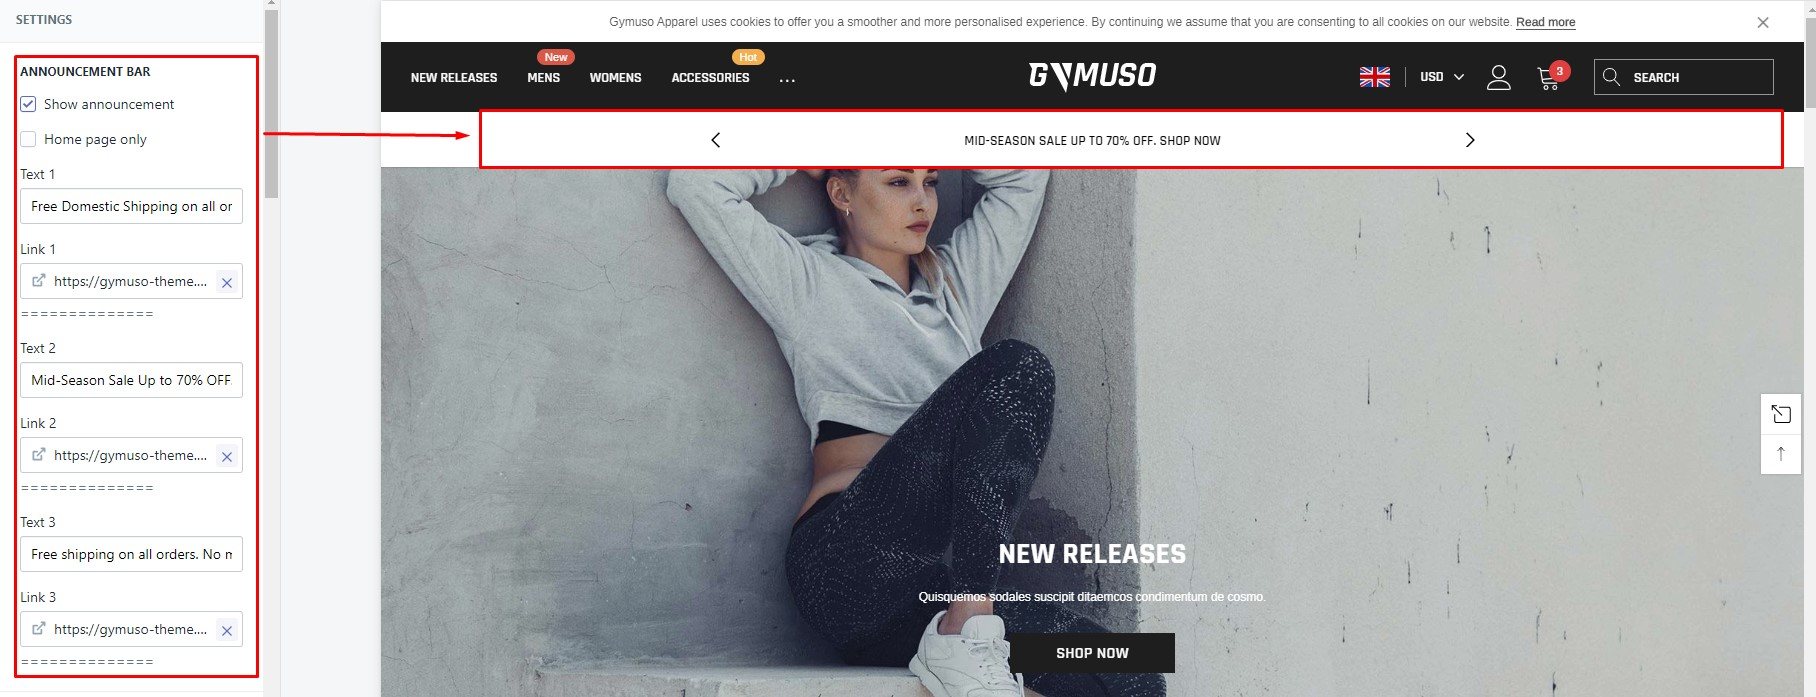 SETTINGS
ANNOUNCEMENT BAR
Show announcement
Home page only
Text 1
Free Domestic Shipping on all or
Link 1
https://gymuso-theme....
==============
Text 2
Mid-Season Sale Up to 70% OFF
Link 2
https://gymuso-theme....
==============
Text 3
Free shipping on all orders. No m
Link 3
https://gymuso-theme....
==============
Gymuso Apparel uses cookies to offer you a smoother and more personalised experience. By continuing we assume that you are consenting to all cookies on our website. Read more
New
Hot
NEW RELEASES MENS WOMENS ACCESSORIES ...
GYMUSO
USD
3
SEARCH
MID-SEASON SALE UP TO 70% OFF. SHOP NOW
NEW RELEASES
Quisquemos sodales suscipit ditaemcos condimentum de cosmo.
SHOP NOW